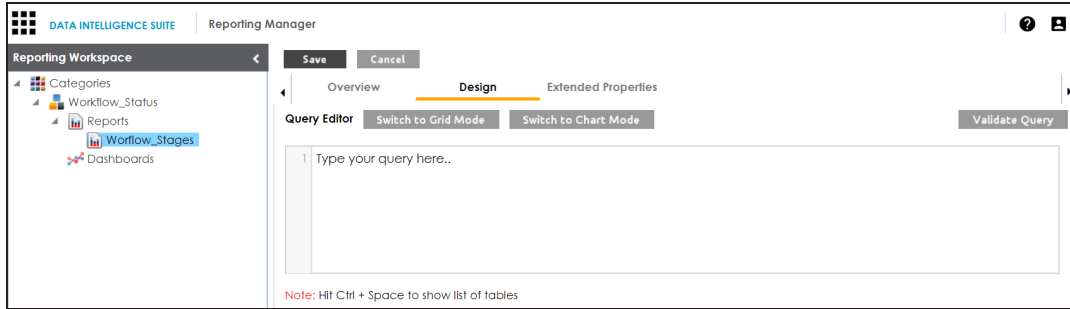 DATA INTELLIGENCE SUITE Reporting Manager
Reporting Workspace
Save Cancel
Categories
Workflow_Status
Reports
Worflow_Stages
Dashboards
Overview Design Extended Properties
Query Editor Switch to Grid Mode Switch to Chart Mode Validate Query
1 Type your query here..
Note: Hit Ctrl + Space to show list of tables